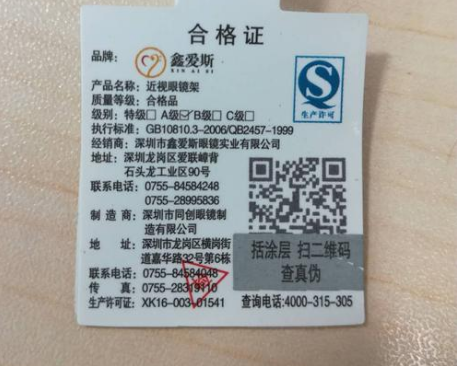 合格证
品牌: 鑫爱斯
XIN AI SI
产品名称: 近视眼镜架
质量等级: 合格品
级别: 特级□ A级☑ B级□ C级□
执行标准: GB10810.3-2006/QB2457-1999
经销商: 深圳市鑫爱斯眼镜实业有限公司
地址: 深圳龙岗区爱联嶂背
石头龙工业区90号
联系电话: 0755-84584248
0755-28995836
制造商: 深圳市同创眼镜制
造有限公司
地址: 深圳市龙岗区横岗街
道嘉华路32号第6栋
联系电话: 0755-84584048
传真: 0755-28319110
生产许可证: XK16-003-01541
生产许可
括涂层 扫二维码
查真伪
查询电话:4000-315-305